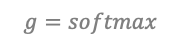 g = softmax